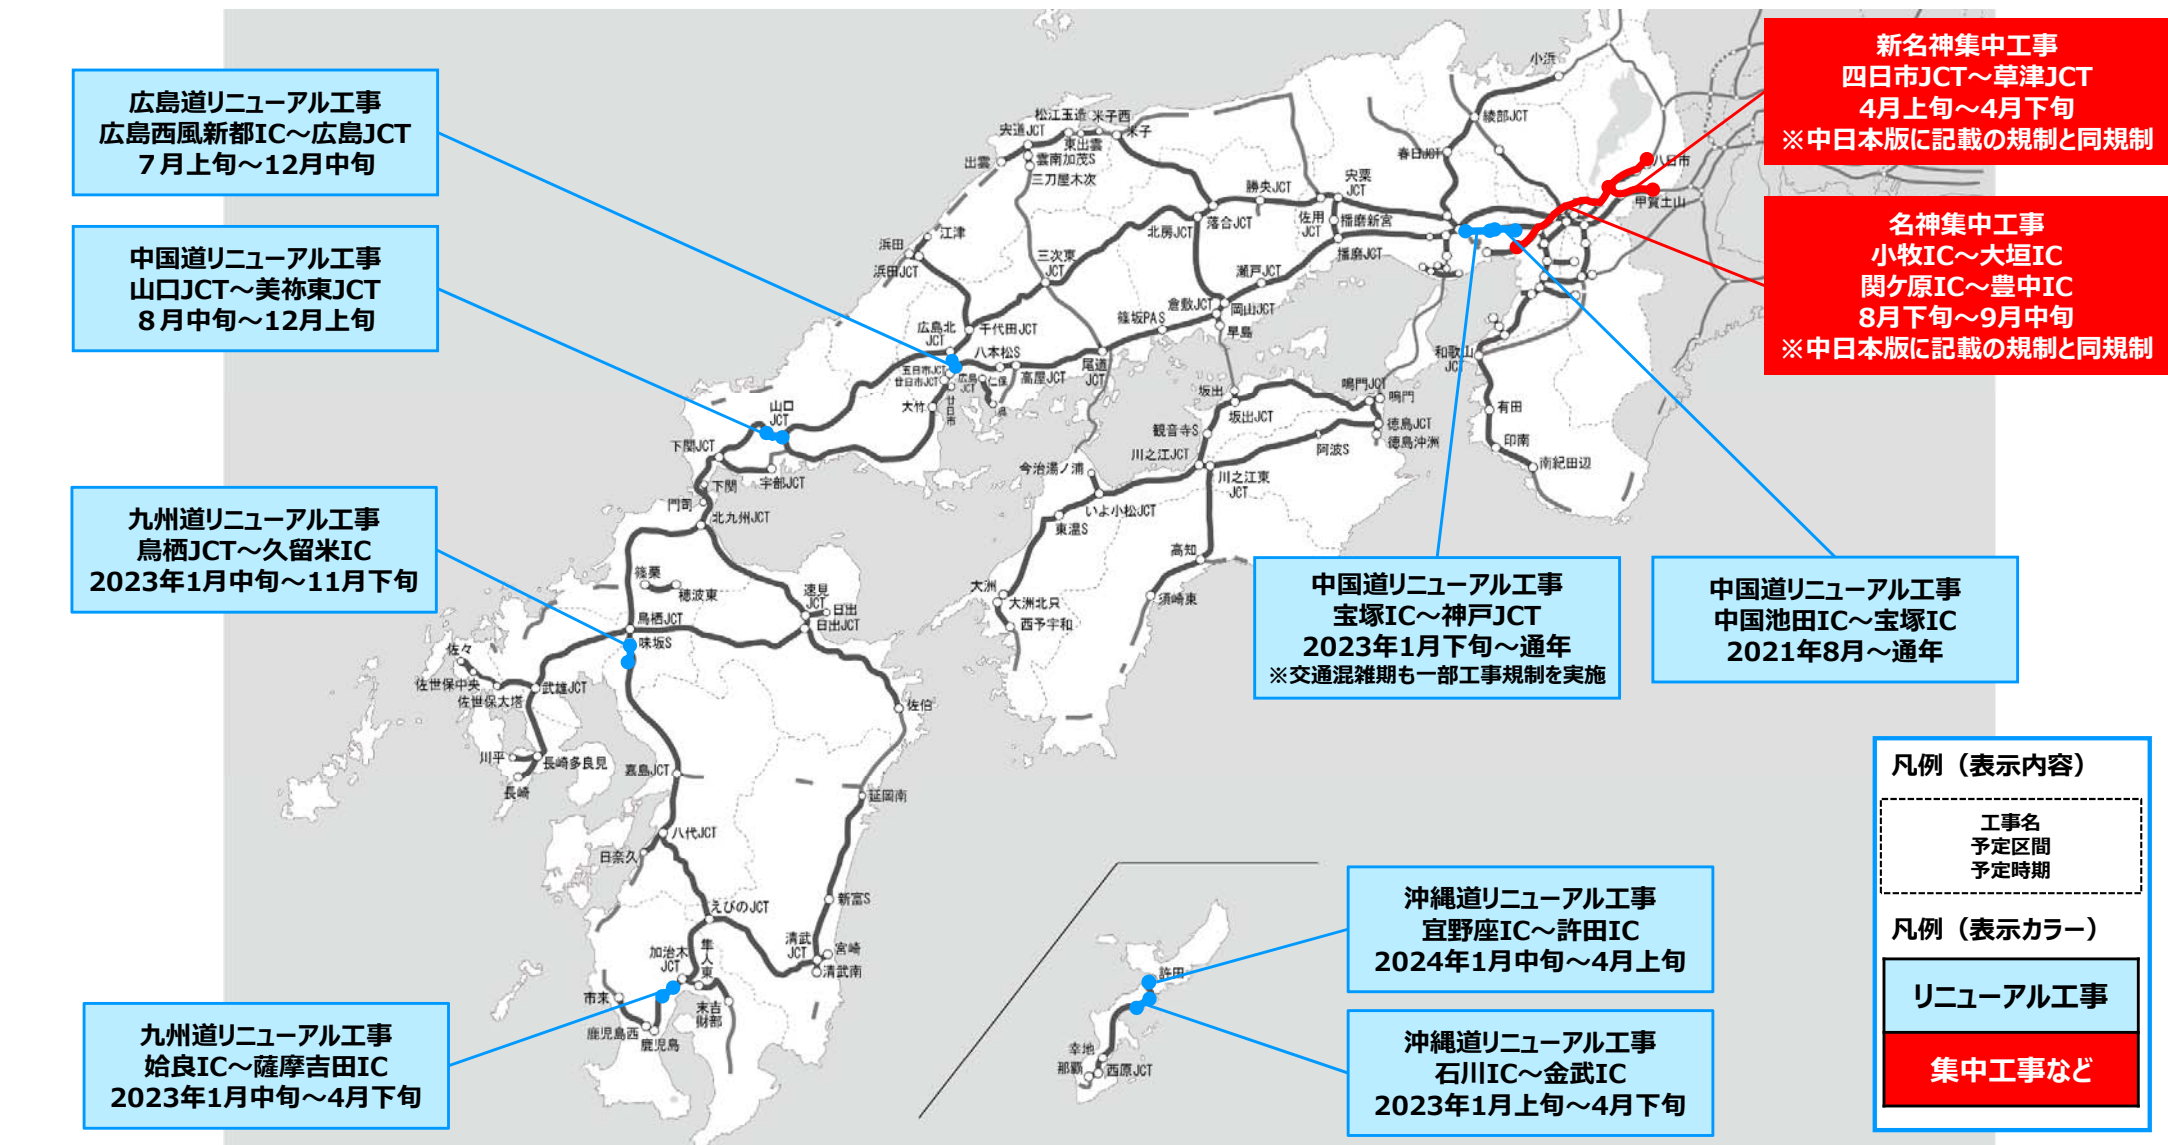 新名神集中工事
四日市JCT～草津JCT
4月上旬～4月下旬
※中日本版に記載の規制と同規制
名神集中工事
小牧IC～大垣IC
関ケ原IC～豊中IC
8月下旬～9月中旬
※中日本版に記載の規制と同規制
広島道リニューアル工事
広島西風新都IC～広島JCT
７月上旬～12月中旬
中国道リニューアル工事
山口JCT～美祢東JCT
８月中旬～12月上旬
九州道リニューアル工事
鳥栖JCT～久留米IC
2023年1月中旬～11月下旬
九州道リニューアル工事
姶良IC～薩摩吉田IC
2023年1月中旬～4月下旬
中国道リニューアル工事
宝塚IC～神戸JCT
2023年1月下旬～通年
※交通混雑期も一部工事規制を実施
中国道リニューアル工事
中国池田IC～宝塚IC
2021年8月～通年
沖縄道リニューアル工事
宜野座IC～許田IC
2024年1月中旬～4月上旬
沖縄道リニューアル工事
石川IC～金武IC
2023年1月上旬～4月下旬
凡例（表示内容）
工事名
予定区間
予定時期
凡例（表示カラー）
リニューアル工事
集中工事など
小浜
綾部JCT
春日JCT
八日市
甲賀土山
松江玉造
米子西
宍道JCT
東出雲
米子
出雲
雲南加茂S
三刀屋木次
勝央JCT
宍粟
JCT
佐用
JCT
播磨新宮
落合JCT
北房JCT
播磨JCT
江津
浜田
浜田JCT
三次東
JCT
瀬戸JCT
倉敷JCT
岡山JCT
篠坂PAS
早島
広島北
JCT
千代田JCT
八本松S
五日市JCT
廿日市JCT
広島
JCT
仁保
呉
高屋JCT
尾道
JCT
大竹
廿日市
山口
JCT
下関JCT
下関
宇部JCT
門司
北九州JCT
和歌山
JCT
有田
印南
南紀田辺
鳴門JCT
鳴門
坂出
坂出JCT
徳島JCT
徳島沖洲
観音寺S
阿波S
川之江JCT
川之江東
JCT
今治湯ノ浦
いよ小松JCT
東温S
高知
須崎東
大洲
大洲北只
西予宇和
篠栗
穂波東
速見
JCT
日出
日出JCT
鳥栖JCT
味坂S
佐々
佐世保中央
佐世保大塔
武雄JCT
佐伯
川平
長崎多良見
長崎
嘉島JCT
延岡南
八代JCT
日奈久
えびのJCT
新富S
加治木
JCT
隼人東
清武
JCT
宮崎
清武南
市来
末吉
財部
鹿児島西
鹿児島
許田
幸地
那覇
西原JCT